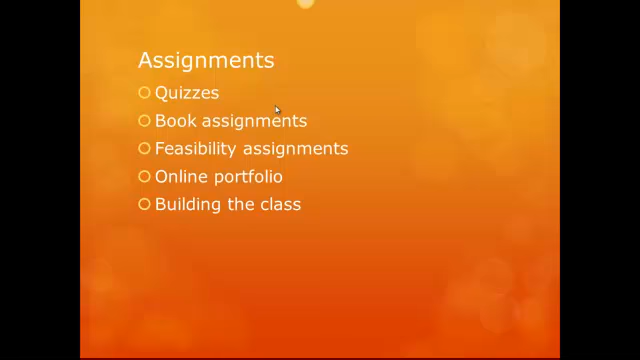 Assignments
Quizzes
Book assignments
Feasibility assignments
Online portfolio
Building the class